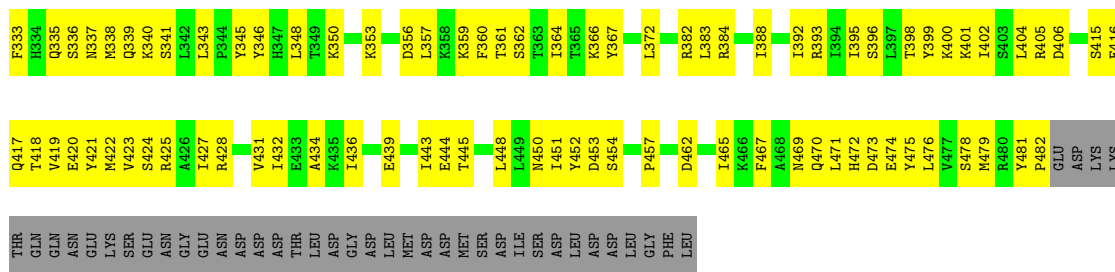 F333 H334 Q335 S336 N337 M338 Q339 K340 S341 L342 L343 P344 Y345 Y346 H347 L348 T349 K350 K353 D356 L357 K358 K359 F360 T361 S362 T363 I364 T365 K366 Y367 L372 R382 L383 R384 I388 I392 R393 I394 I395 S396 L397 T398 Y399 K400 K401 I402 S403 L404 R405 D406 S415 E416
Q417 T418 V419 E420 Y421 M422 V423 S424 R425 A426 I427 R428 V431 I432 E433 A434 K435 I436 E439 I443 E444 T445 L448 L449 N450 I451 Y452 D453 S454 P457 D462 I465 K466 F467 A468 N469 Q470 L471 H472 D473 E474 Y475 L476 V477 S478 M479 R480 Y481 P482 GLU ASP LYS LYS
THR GLN GLN ASN GLU LYS SER GLU ASN GLY GLU ASN ASP ASP ASP THR LEU ASP GLY ASP LEU MET ASP ASP MET SER ASP ILE SER ASP LEU ASP ASP LEU LEU GLY PHE LEU